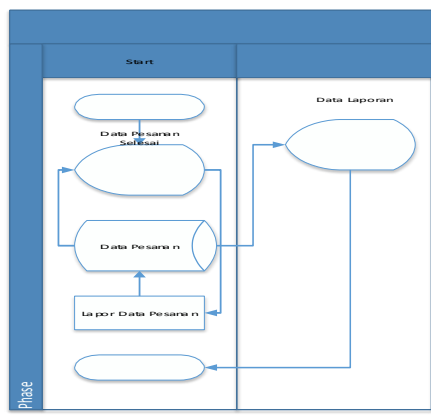 Start
Data Pesanan
Selesai
Data Laporan
Data Pesanan
Lapor Data Pesanan
Phase